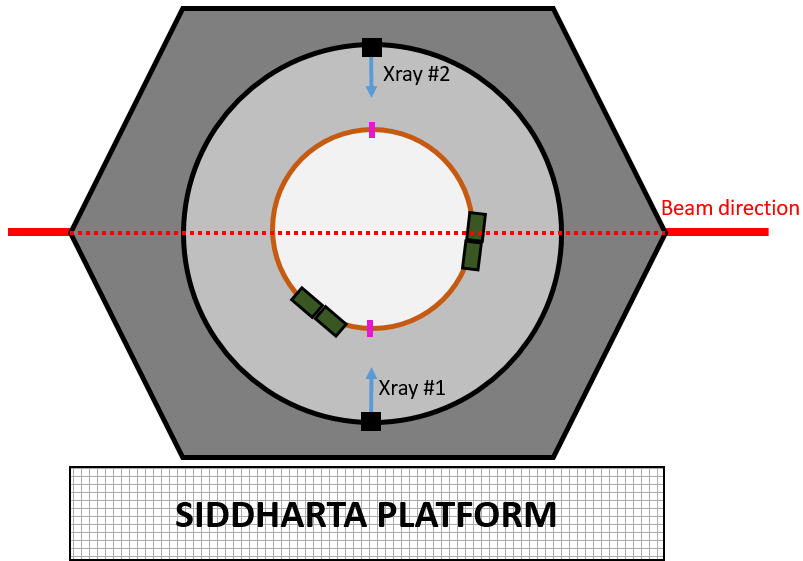 Xray #2
Beam direction
Xray #1
SIDDHARTA PLATFORM